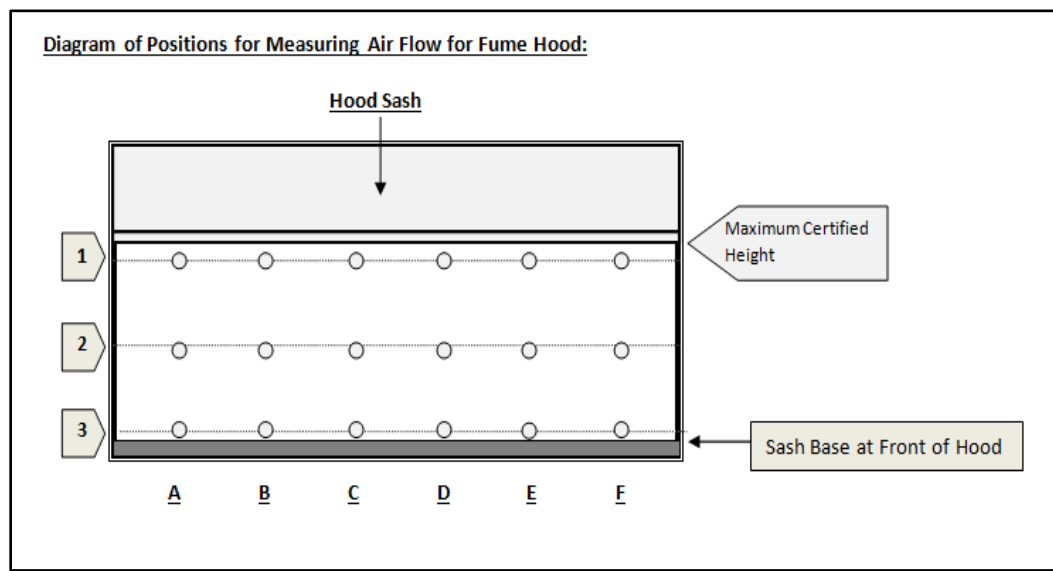 Diagram of Positions for Measuring Air Flow for Fume Hood:
Hood Sash
Maximum Certified
Height
1
2
3
Sash Base at Front of Hood
A B C D E F